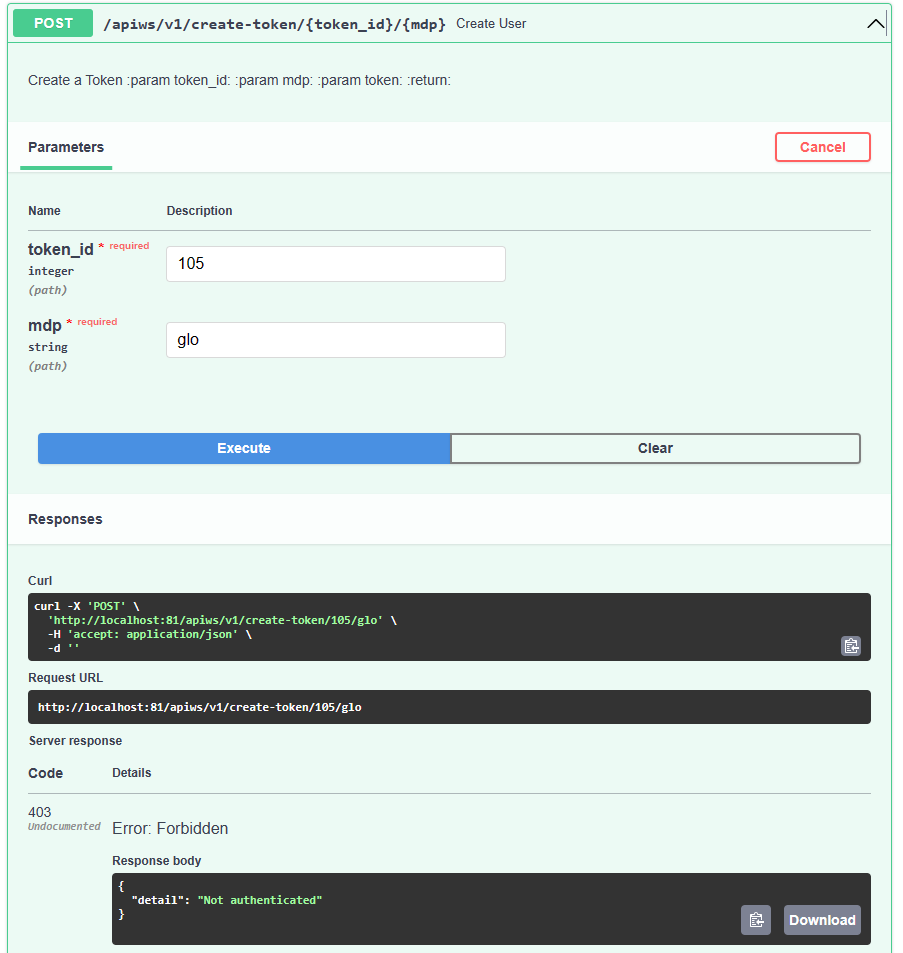 POST /apiws/v1/create-token/{token_id}/{mdp} Create User
Create a Token :param token_id: :param mdp: :param token: :return:
Parameters Cancel
Name Description
token_id * required
integer
(path)
105
mdp * required
string
(path)
glo
Execute Clear
Responses
Curl
curl -X 'POST' \
'http://localhost:81/apiws/v1/create-token/105/glo' \
-H 'accept: application/json' \
-d ''
Request URL
http://localhost:81/apiws/v1/create-token/105/glo
Server response
Code Details
403
Undocumented
Error: Forbidden
Response body
{
"detail": "Not authenticated"
}
Download